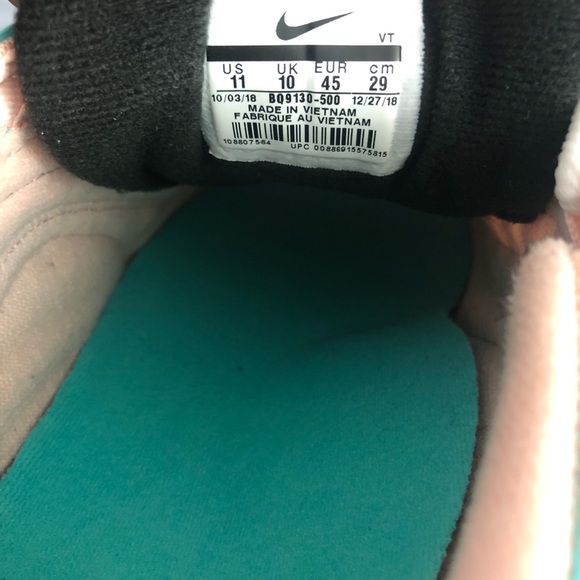 VT
US UK EUR cm
11 10 45 29
10/03/18 BQ9130-500 12/27/18
MADE IN VIETNAM
FABRIQUE AU VIETNAM
108807564 UPC 00886915575815